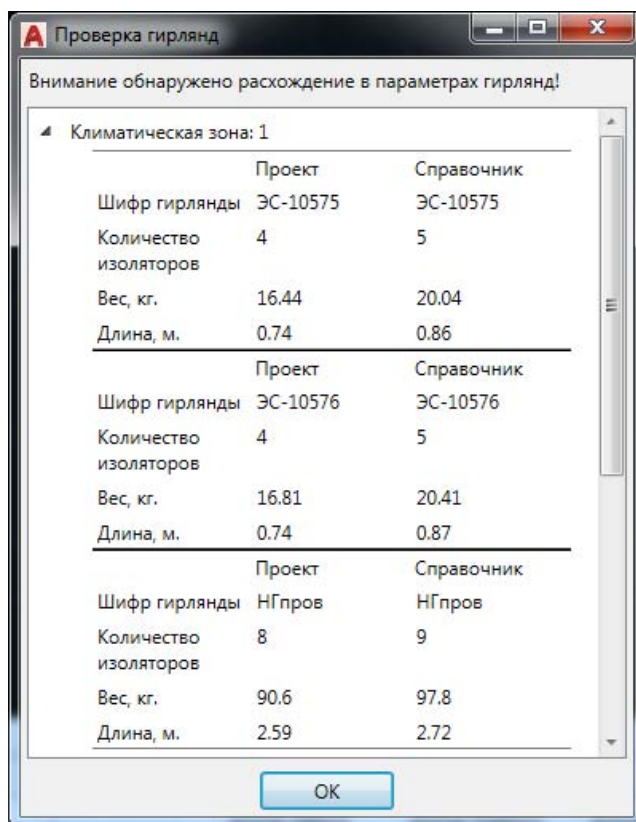 Проверка гирлянд
Внимание обнаружено расхождение в параметрах гирлянд!
Климатическая зона: 1
Проект Справочник
Шифр гирлянды ЭС-10575 ЭС-10575
Количество 4 5
изоляторов
Вес, кг. 16.44 20.04
Длина, м. 0.74 0.86
Проект Справочник
Шифр гирлянды ЭС-10576 ЭС-10576
Количество 4 5
изоляторов
Вес, кг. 16.81 20.41
Длина, м. 0.74 0.87
Проект Справочник
Шифр гирлянды НГпров НГпров
Количество 8 9
изоляторов
Вес, кг. 90.6 97.8
Длина, м. 2.59 2.72
OK